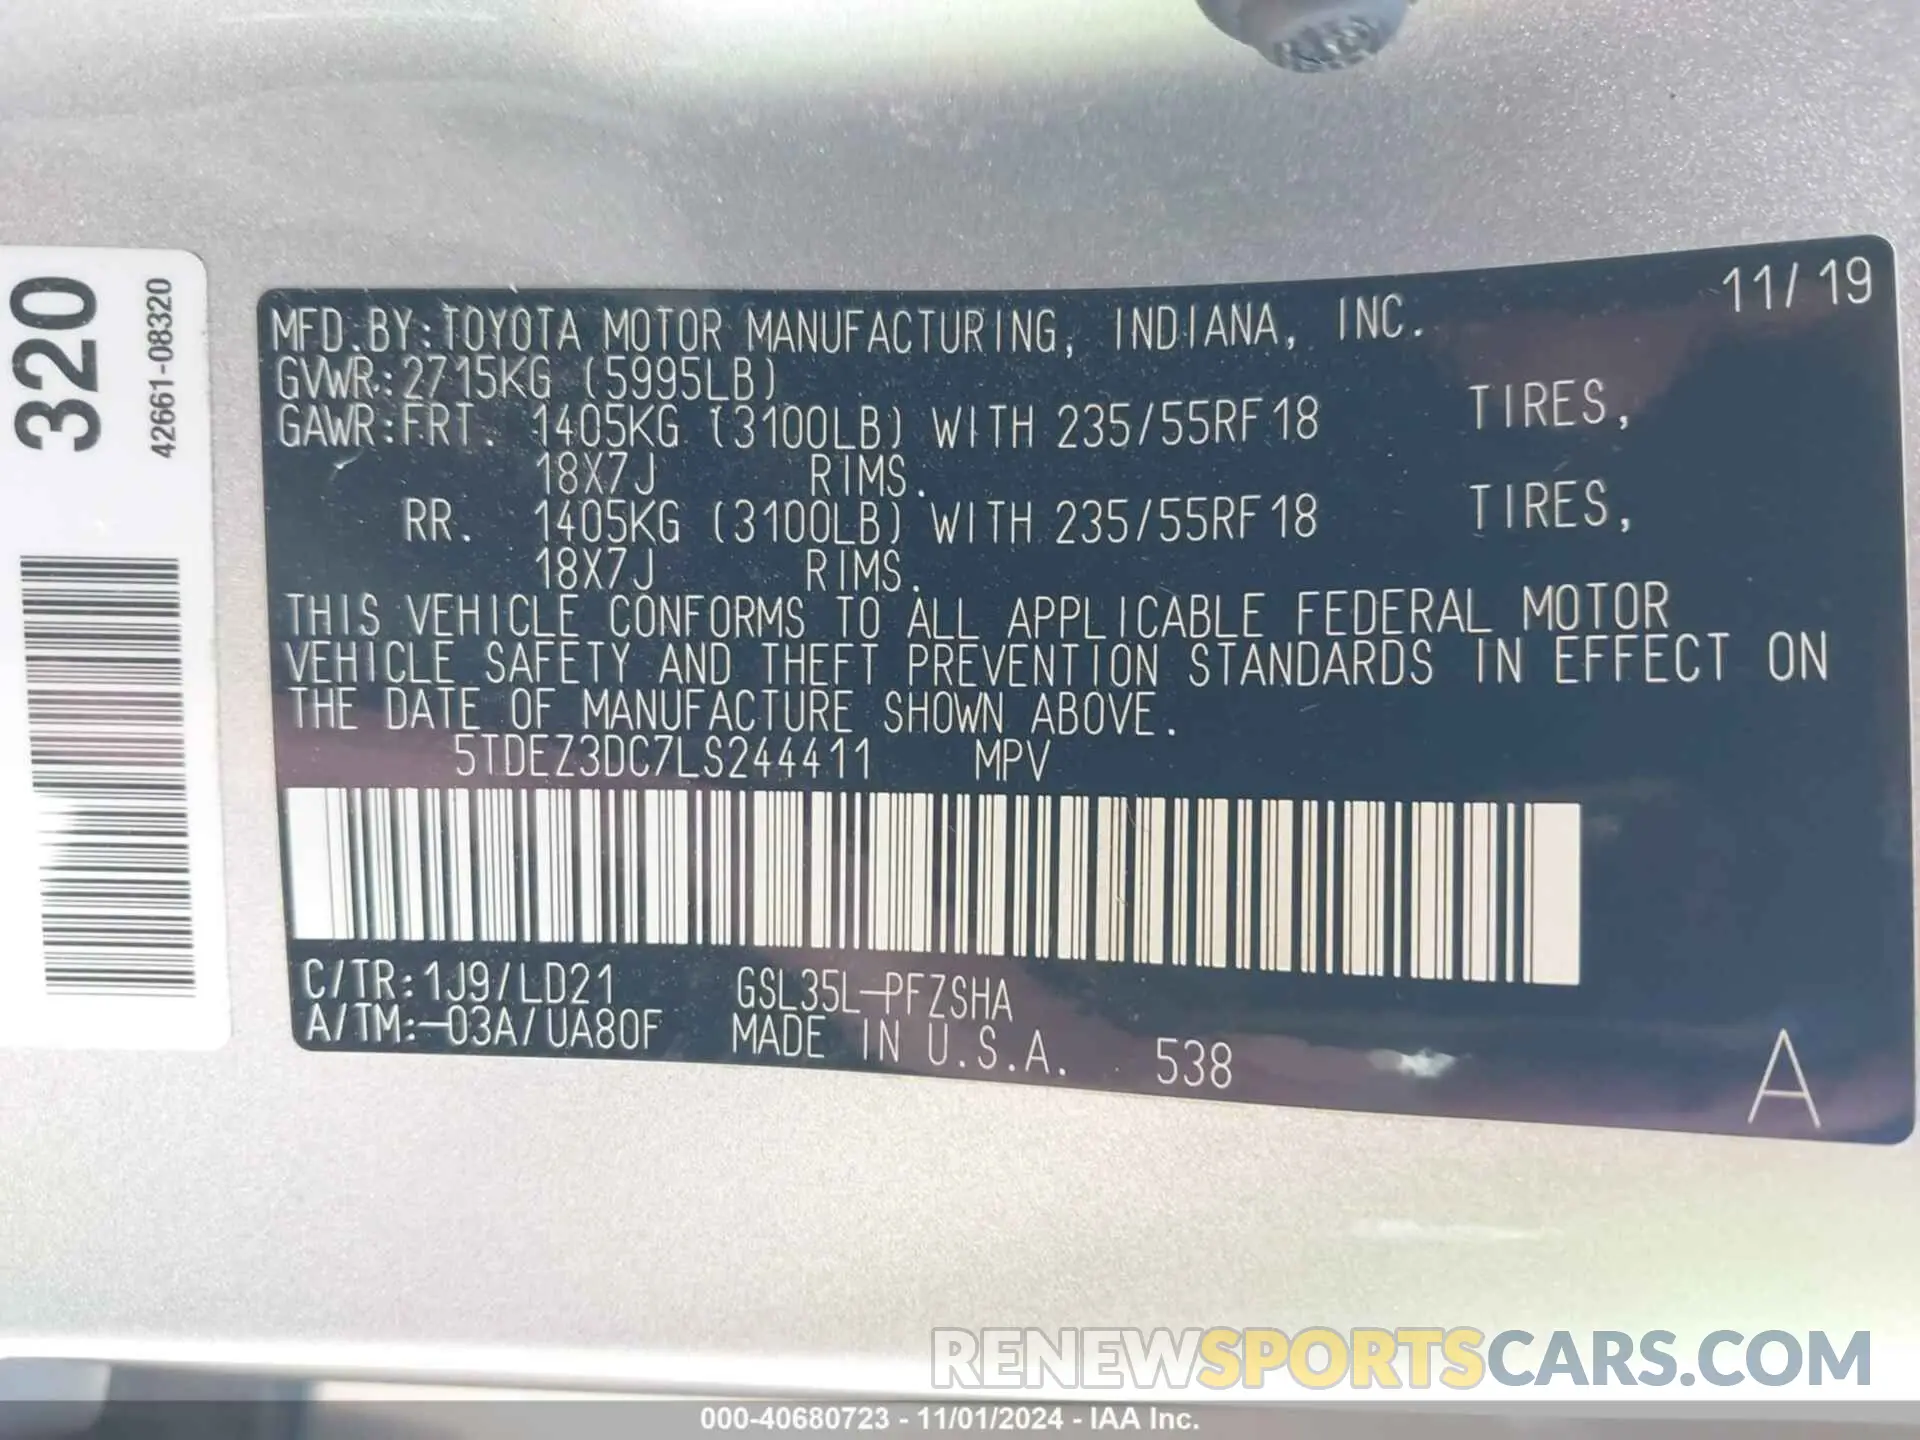 320
42661-08320
11/19
MFD.BY:TOYOTA MOTOR MANUFACTURING, INDIANA, INC.
GVWR:2715KG (5995LB)
GAWR:FRT. 1405KG (3100LB) WITH 235/55RF18 TIRES,
18X7J RIMS.
RR. 1405KG (3100LB) WITH 235/55RF18 TIRES,
18X7J RIMS.
THIS VEHICLE CONFORMS TO ALL APPLICABLE FEDERAL MOTOR
VEHICLE SAFETY AND THEFT PREVENTION STANDARDS IN EFFECT ON
THE DATE OF MANUFACTURE SHOWN ABOVE.
5TDEZ3DC7LS244411 MPV
C/TR:1J9/LD21 GSL35L-PFZSHA
A/TM:-03A/UA80F MADE IN U.S.A. 538
A
RENEWSPORTSCARS.COM
000-40680723 - 11/01/2024 - IAA Inc.